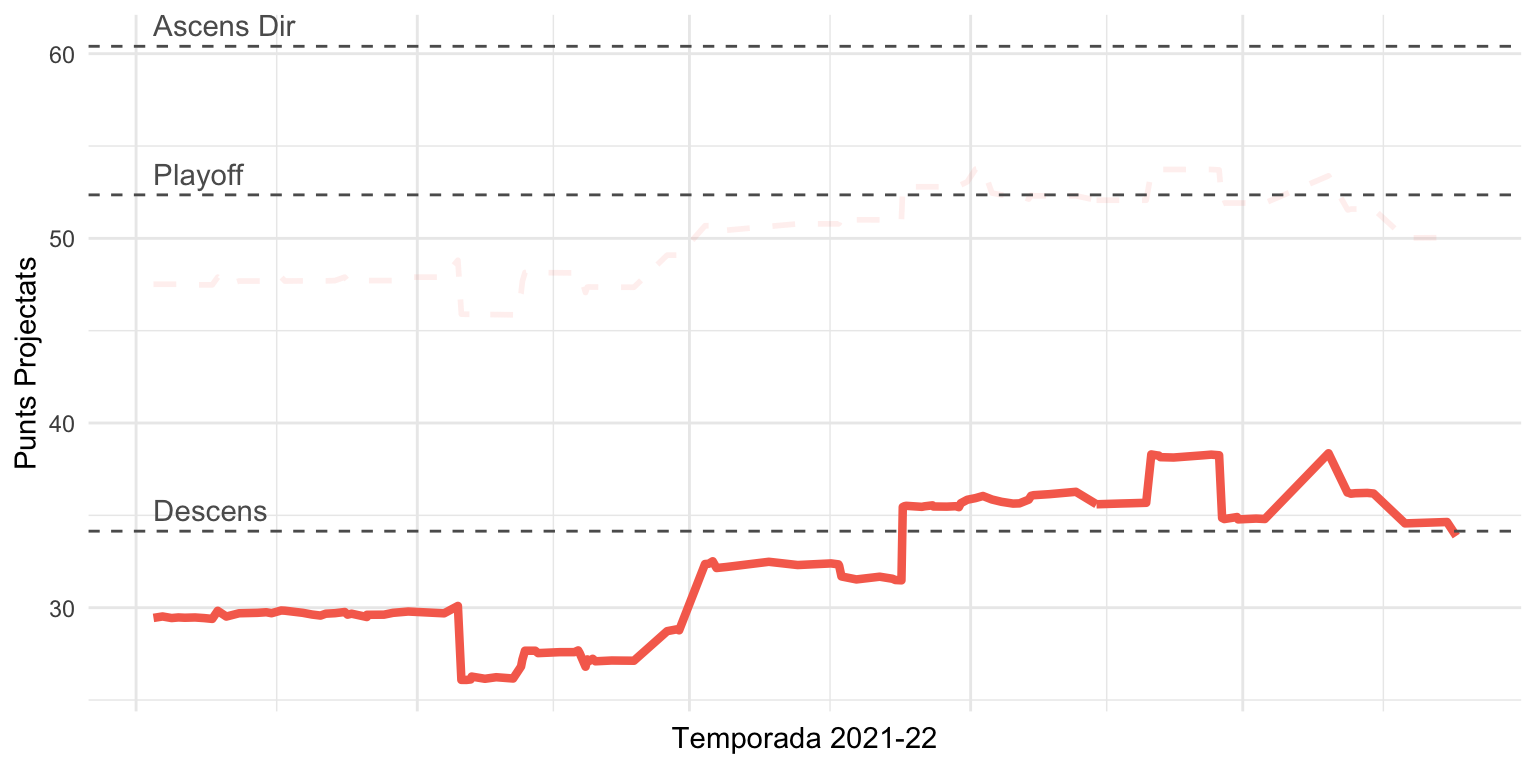 Ascens Dir
60
Playoff
50
Punts Projectats
40
Descens
30
Temporada 2021-22